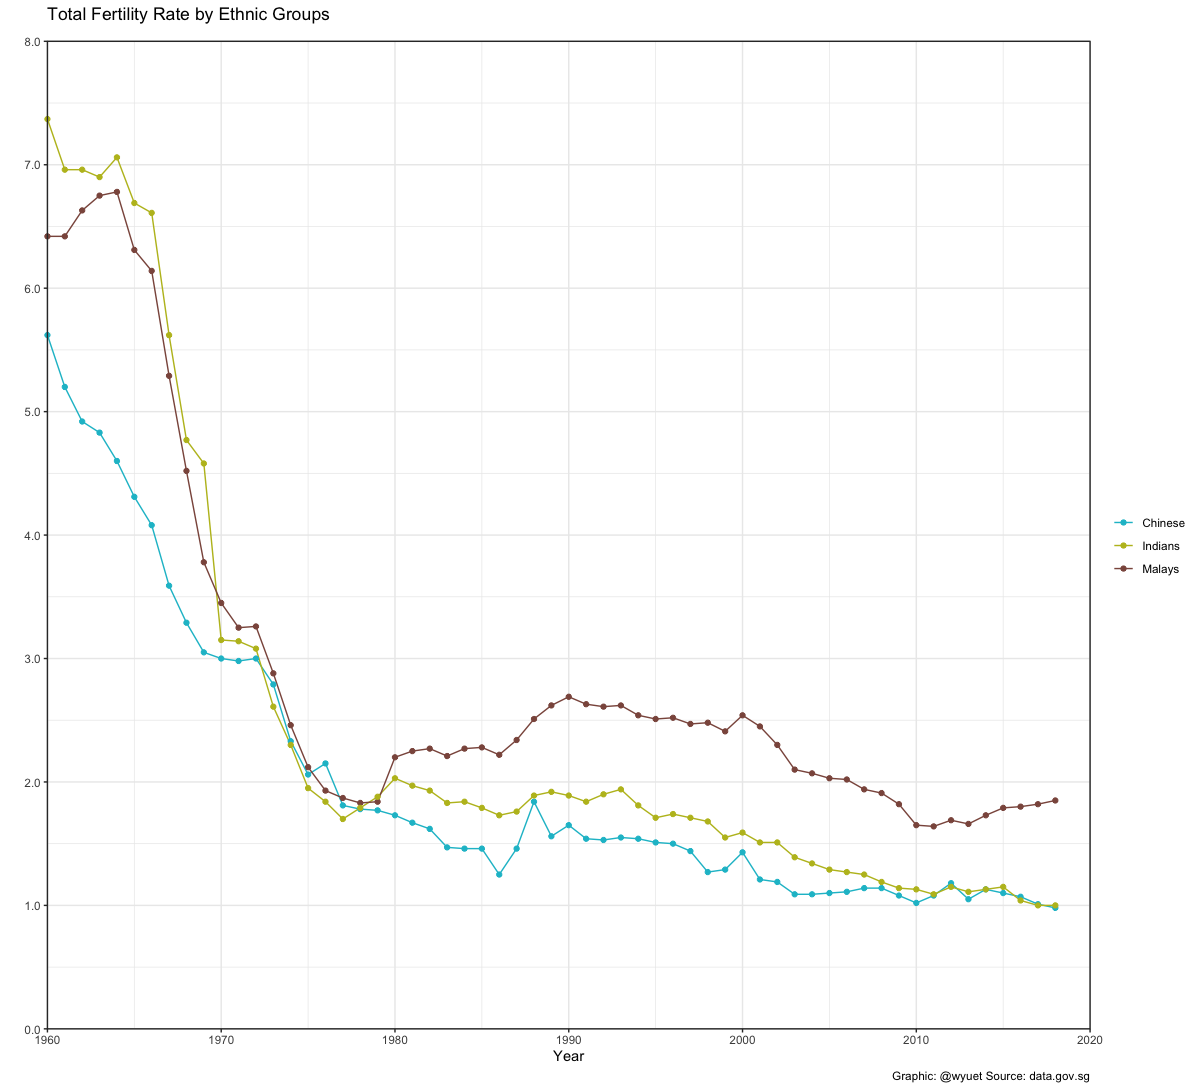 Total Fertility Rate by Ethnic Groups
8.0
7.0
6.0
5.0
4.0
3.0
2.0
1.0
0.0
1960 1970 1980 1990 2000 2010 2020
Year
Chinese
Indians
Malays
Graphic: @wyuet Source: data.gov.sg